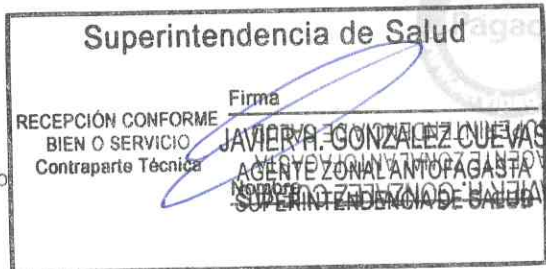 Superintendencia de Salud
Pagad
Firma
RECEPCIÓN CONFORME
BIEN O SERVICIO
Contraparte Técnica
JAVIER H. GONZALEZ CUEVAS
AGENTE ZONAL ANTOFAGASTA
Nombre
SUPERINTENDENCIA DE SALUD